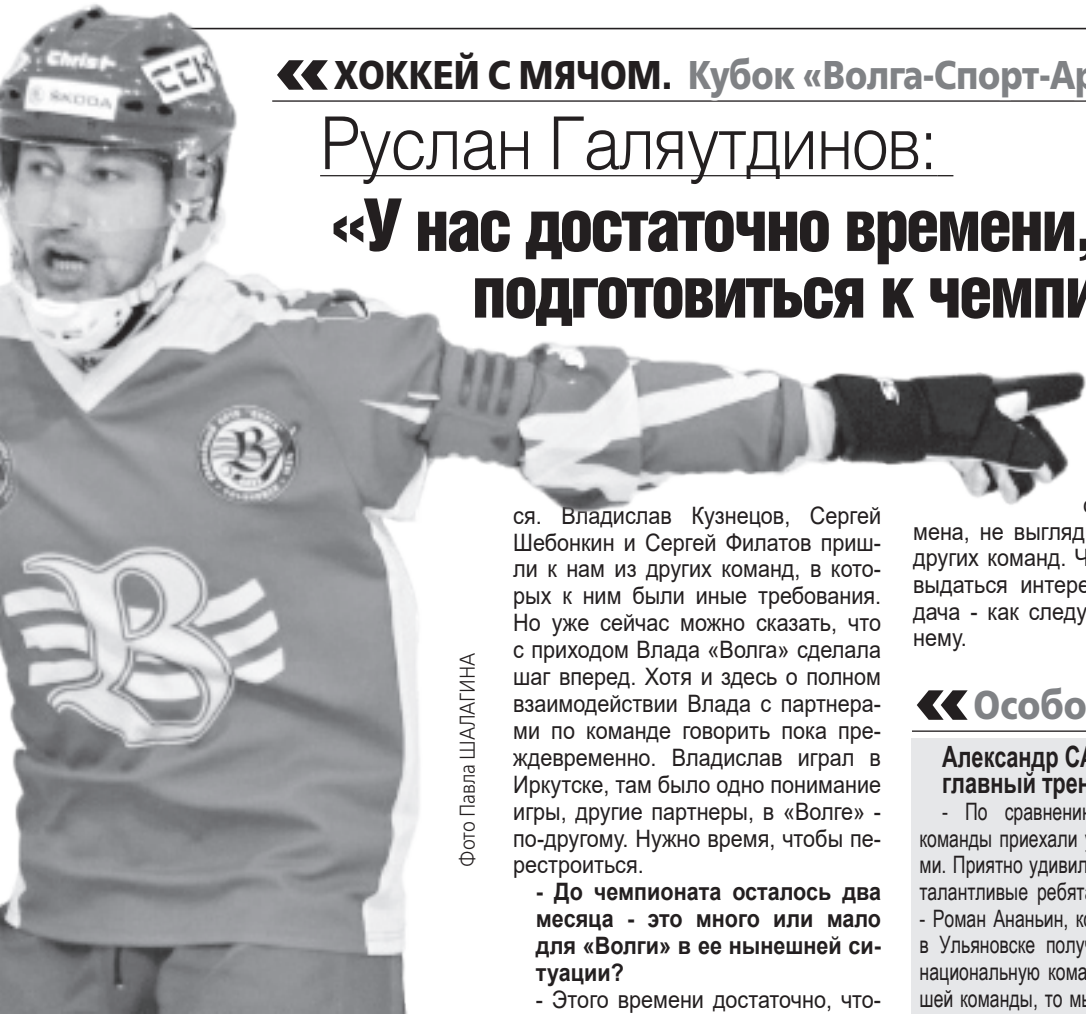 Christ
ŠKODA
ССК
ХОККЕЙ С МЯЧОМ. Кубок «Волга-Спорт-Ар
Руслан Галяутдинов:
«У нас достаточно времени,
подготовиться к чемпи
В
В
Фото Павла ШАЛАГИНА
ся. Владислав Кузнецов, Сергей
Шебонкин и Сергей Филатов приш-
ли к нам из других команд, в кото-
рых к ним были иные требования.
Но уже сейчас можно сказать, что
с приходом Влада «Волга» сделала
шаг вперед. Хотя и здесь о полном
взаимодействии Влада с партнера-
ми по команде говорить пока пре-
ждевременно. Владислав играл в
Иркутске, там было одно понимание
игры, другие партнеры, в «Волге» -
по-другому. Нужно время, чтобы пе-
рестроиться.
- До чемпионата осталось два
месяца - это много или мало
для «Волги» в ее нынешней си-
туации?
- Этого времени достаточно, что-
мена, не выгляд
других команд. Ч
выдаться интере
дача - как следу
нему.
Особо
Александр СА
главный трен
- По сравнению
команды приехали
ми. Приятно удивил
талантливые ребята
- Роман Ананьин, ко
в Ульяновске полу
национальную кома
шей команды, то мы